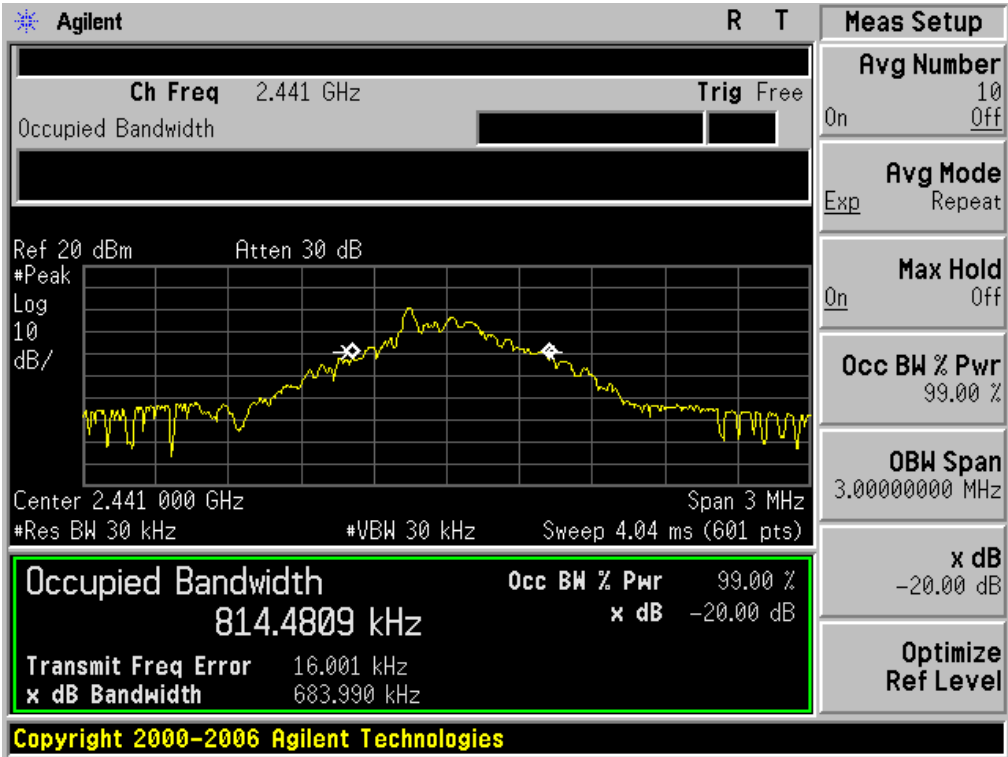 Agilent R T
Ch Freq 2.441 GHz Trig Free
Occupied Bandwidth
Ref 20 dBm Atten 30 dB
#Peak
Log
10
dB/
Center 2.441 000 GHz Span 3 MHz
#Res BW 30 kHz #VBW 30 kHz Sweep 4.04 ms (601 pts)
Occupied Bandwidth Occ BW % Pwr 99.00 %
814.4809 kHz x dB -20.00 dB
Transmit Freq Error 16.001 kHz
x dB Bandwidth 683.990 kHz
Copyright 2000-2006 Agilent Technologies
Meas Setup
Avg Number
10
On Off
Avg Mode
Exp Repeat
Max Hold
On Off
Occ BW % Pwr
99.00 %
OBW Span
3.00000000 MHz
x dB
-20.00 dB
Optimize
Ref Level